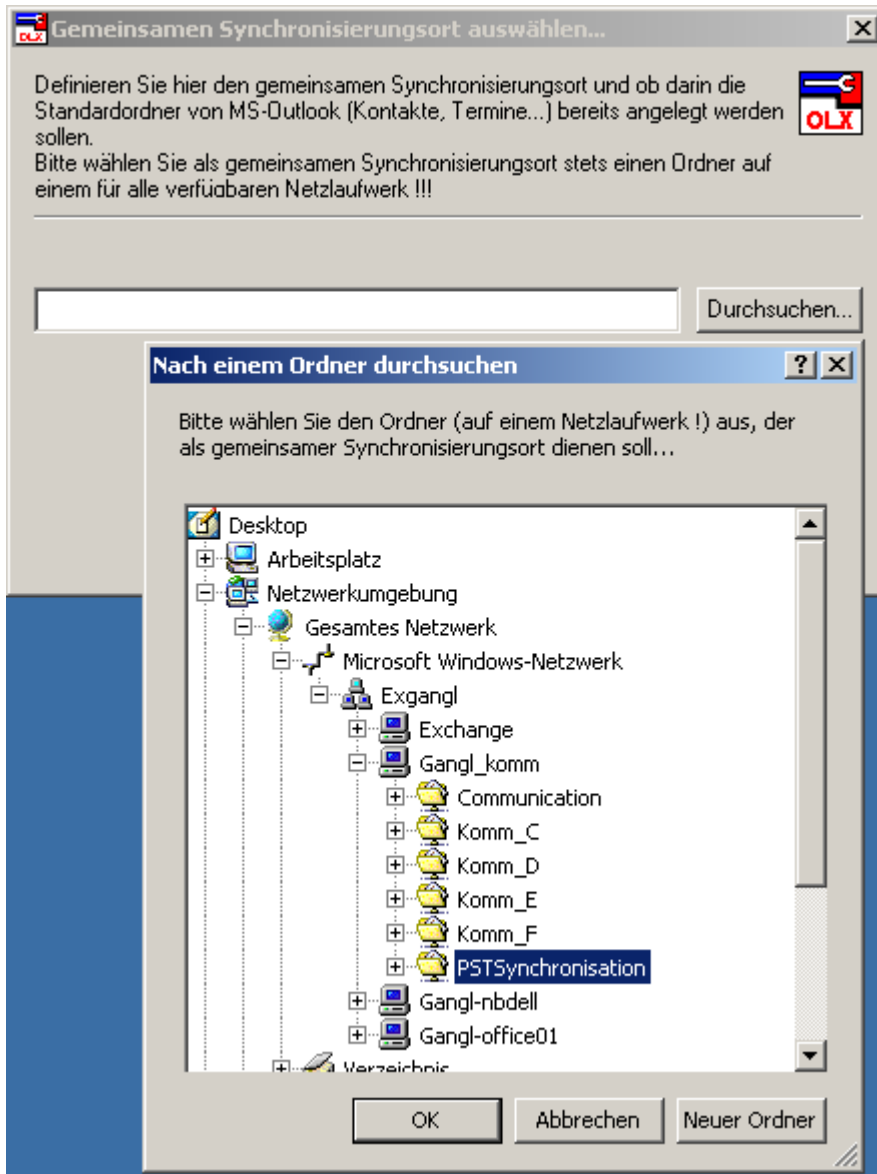 Gemeinsamen Synchronisierungsort auswählen...
Definieren Sie hier den gemeinsamen Synchronisierungsort und ob darin die
Standardordner von MS-Outlook (Kontakte, Termine...) bereits angelegt werden
sollen.
Bitte wählen Sie als gemeinsamen Synchronisierungsort stets einen Ordner auf
einem für alle verfügbaren Netzlaufwerk !!!
OLX
Durchsuchen...
Nach einem Ordner durchsuchen
Bitte wählen Sie den Ordner (auf einem Netzlaufwerk !) aus, der
als gemeinsamer Synchronisierungsort dienen soll...
Desktop
Arbeitsplatz
Netzwerkumgebung
Gesamtes Netzwerk
Microsoft Windows-Netzwerk
Exgangl
Exchange
Gangl_komm
Communication
Komm_C
Komm_D
Komm_E
Komm_F
PSTSynchronisation
Gangl-nbdell
Gangl-office01
Verzeichnis
OK
Abbrechen
Neuer Ordner